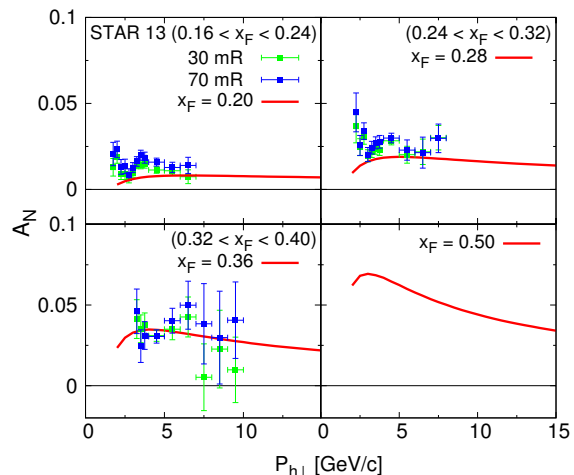 STAR 13 (0.16 < x_F < 0.24)
30 mR
70 mR
x_F = 0.20
(0.24 < x_F < 0.32)
x_F = 0.28
0.1
0.05
0
A_N
(0.32 < x_F < 0.40)
x_F = 0.36
x_F = 0.50
0.1
0.05
0
0 5 10 0 5 10 15
P_h⊥ [GeV/c]